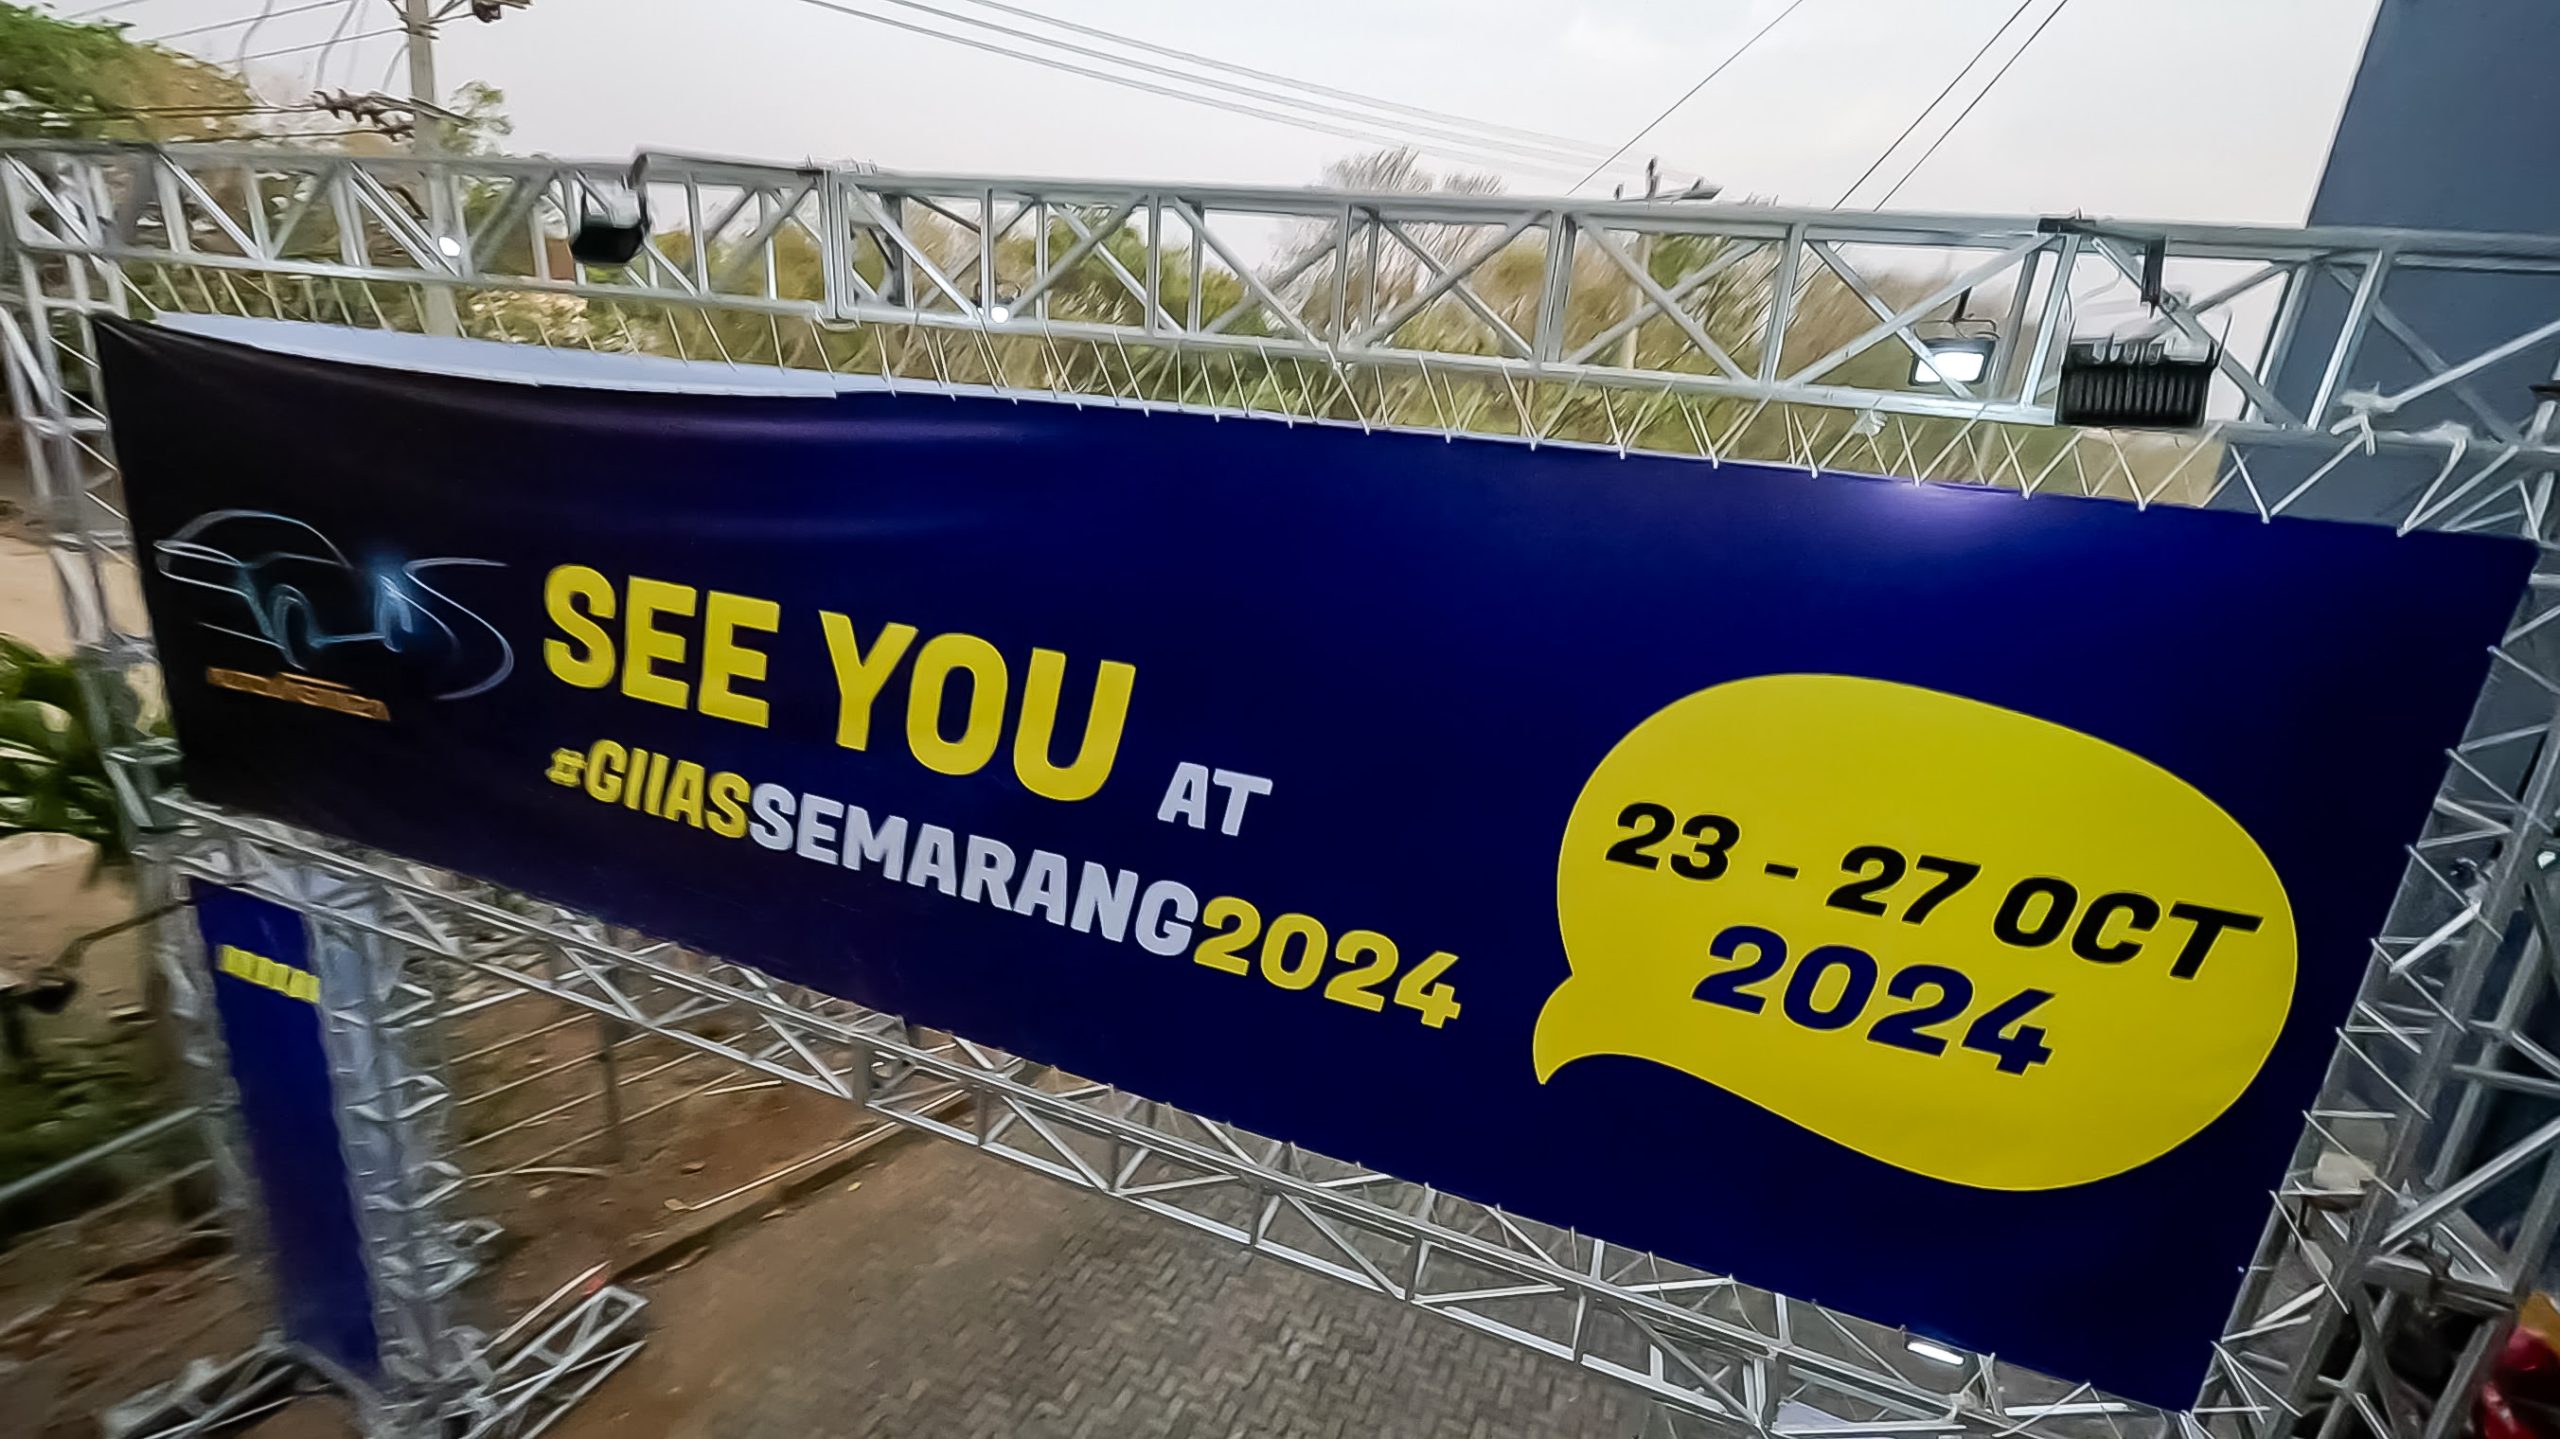 SEE YOU AT
#GIIASSEMARANG2024
23 - 27 OCT
2024